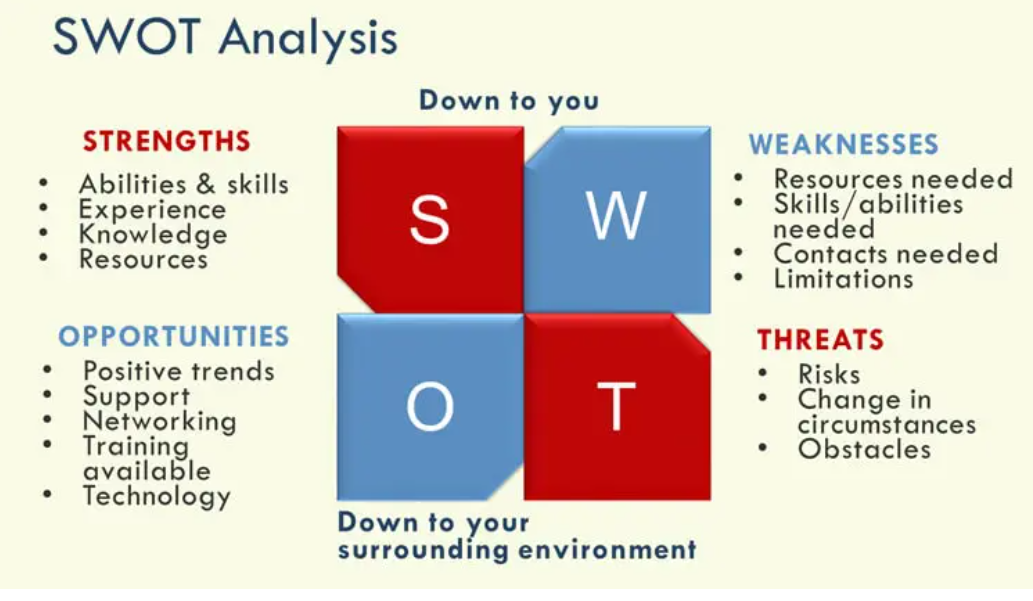 SWOT Analysis
Down to you
STRENGTHS
• Abilities & skills
• Experience
• Knowledge
• Resources
S
W
WEAKNESSES
• Resources needed
• Skills/abilities
needed
• Contacts needed
• Limitations
OPPORTUNITIES
• Positive trends
• Support
• Networking
• Training
available
• Technology
O
T
THREATS
• Risks
• Change in
circumstances
• Obstacles
Down to your
surrounding environment